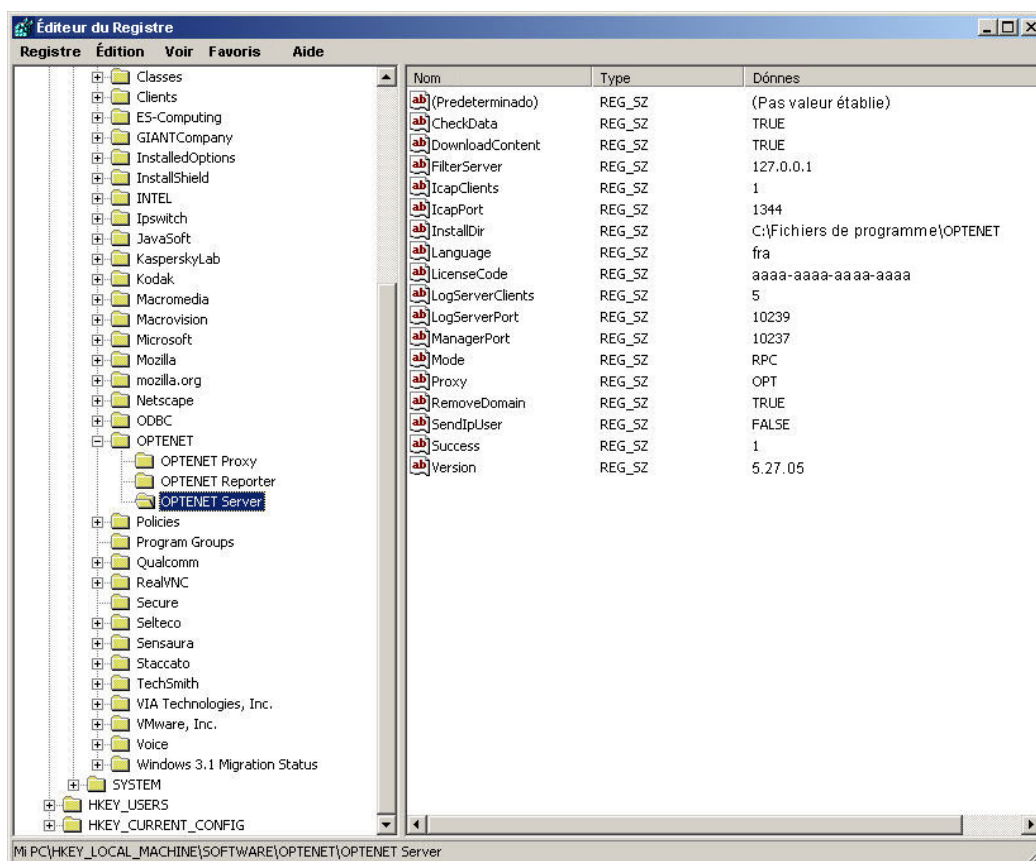 Éditeur du Registre
Registre Édition Voir Favoris Aide
Classes
Clients
ES-Computing
GIANTCompany
InstalledOptions
InstallShield
INTEL
Ipswitch
JavaSoft
KasperskyLab
Kodak
Macromedia
Macrovision
Microsoft
Mozilla
mozilla.org
Netscape
ODBC
OPTENET
OPTENET Proxy
OPTENET Reporter
OPTENET Server
Policies
Program Groups
Qualcomm
RealVNC
Secure
Selteco
Sensaura
Staccato
TechSmith
VIA Technologies, Inc.
VMware, Inc.
Voice
Windows 3.1 Migration Status
SYSTEM
HKEY_USERS
HKEY_CURRENT_CONFIG
Nom Type Dónnes
(Predeterminado) REG_SZ (Pas valeur établie)
CheckData REG_SZ TRUE
DownloadContent REG_SZ TRUE
FilterServer REG_SZ 127.0.0.1
IcapClients REG_SZ 1
IcapPort REG_SZ 1344
InstallDir REG_SZ C:\Fichiers de programme\OPTENET
Language REG_SZ fra
LicenseCode REG_SZ aaaa-aaaa-aaaa-aaaa
LogServerClients REG_SZ 5
LogServerPort REG_SZ 10239
ManagerPort REG_SZ 10237
Mode REG_SZ RPC
Proxy REG_SZ OPT
RemoveDomain REG_SZ TRUE
SendIpUser REG_SZ FALSE
Success REG_SZ 1
Version REG_SZ 5.27.05
Mi PC\HKEY_LOCAL_MACHINE\SOFTWARE\OPTENET\OPTENET Server